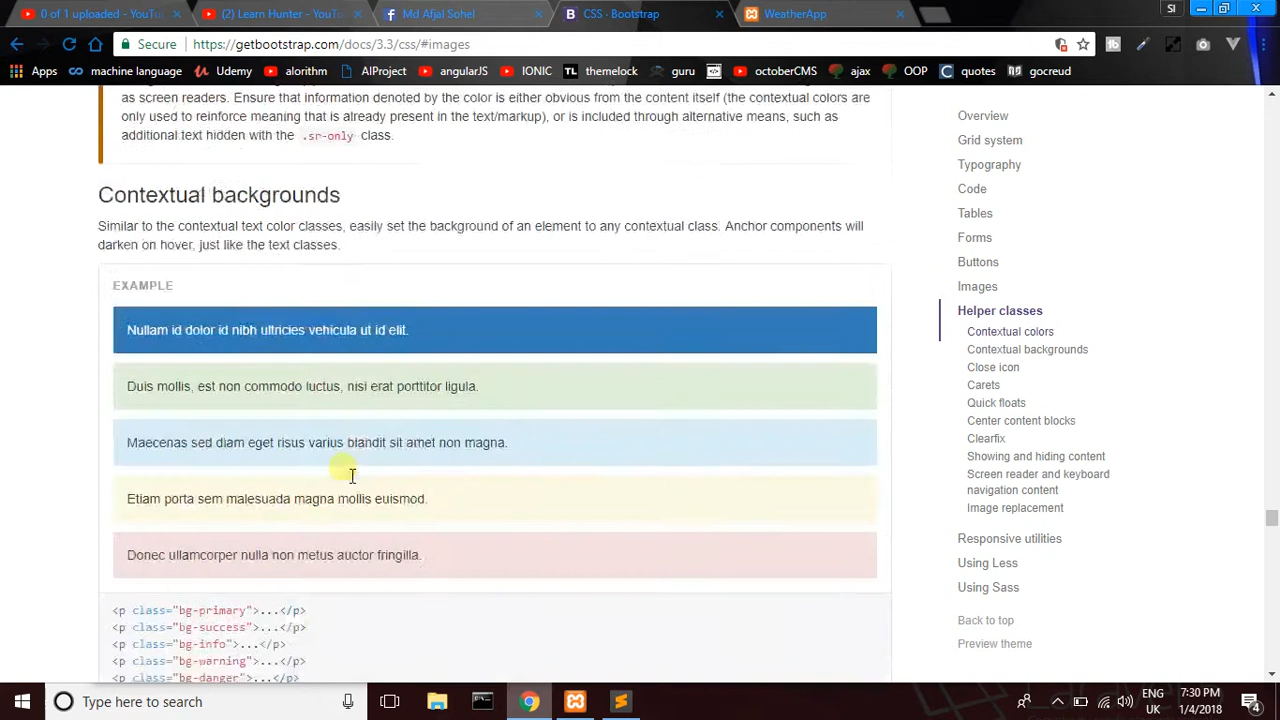 0 of 1 uploaded - YouTu
(2) Learn Hunter - YouTu
Md Afjal Sohel
CSS · Bootstrap
WeatherApp
SI
Secure
https://getbootstrap.com/docs/3.3/css/#images
Apps
machine language
Udemy
alorithm
AIProject
angularJS
IONIC
TL themelock
guru
octoberCMS
ajax
OOP
quotes
gocreud
as screen readers. Ensure that information denoted by the color is either obvious from the content itself (the contextual colors are
only used to reinforce meaning that is already present in the text/markup), or is included through alternative means, such as
additional text hidden with the .sr-only class.
Contextual backgrounds
Similar to the contextual text color classes, easily set the background of an element to any contextual class. Anchor components will
darken on hover, just like the text classes.
EXAMPLE
Nullam id dolor id nibh ultricies vehicula ut id elit.
Duis mollis, est non commodo luctus, nisi erat porttitor ligula.
Maecenas sed diam eget risus varius blandit sit amet non magna.
Etiam porta sem malesuada magna mollis euismod.
Donec ullamcorper nulla non metus auctor fringilla.
<p class="bg-primary">...</p>
<p class="bg-success">...</p>
<p class="bg-info">...</p>
<p class="bg-warning">...</p>
<p class="bg-danger">...</p>
Overview
Grid system
Typography
Code
Tables
Forms
Buttons
Images
Helper classes
Contextual colors
Contextual backgrounds
Close icon
Carets
Quick floats
Center content blocks
Clearfix
Showing and hiding content
Screen reader and keyboard
navigation content
Image replacement
Responsive utilities
Using Less
Using Sass
Back to top
Preview theme
Type here to search
ENG
UK
7:30 PM
1/4/2018
4